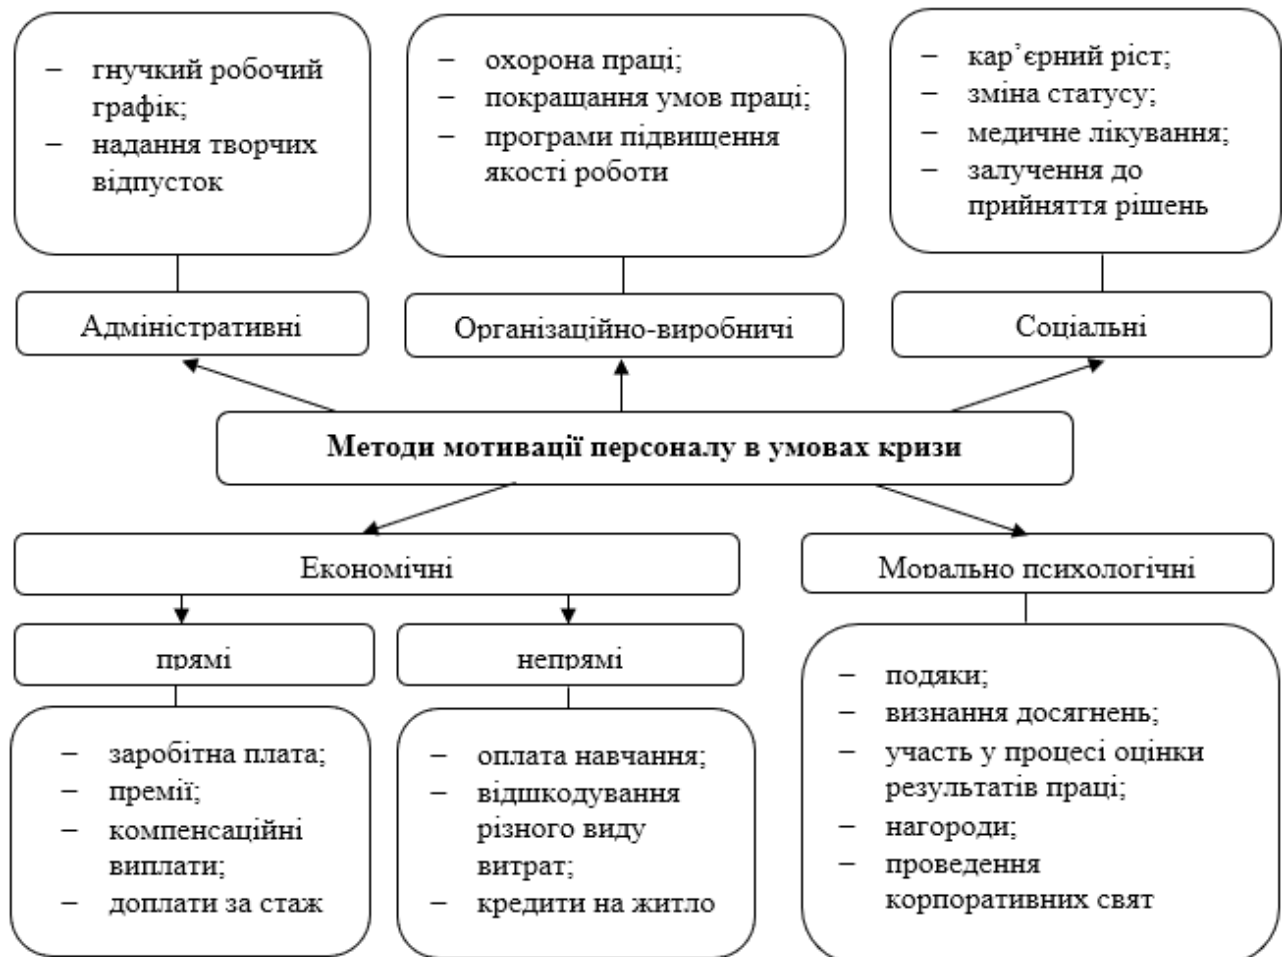 – гнучкий робочий
графік;
– надання творчих
відпусток
– охорона праці;
– покращання умов праці;
– програми підвищення
якості роботи
– кар’єрний ріст;
– зміна статусу;
– медичне лікування;
– залучення до
прийняття рішень
Адміністративні
Організаційно-виробничі
Соціальні
Методи мотивації персоналу в умовах кризи
Економічні
Морально психологічні
прямі
непрямі
– заробітна плата;
– премії;
– компенсаційні
виплати;
– доплати за стаж
– оплата навчання;
– відшкодування
різного виду
витрат;
– кредити на житло
– подяки;
– визнання досягнень;
– участь у процесі оцінки
результатів праці;
– нагороди;
– проведення
корпоративних свят